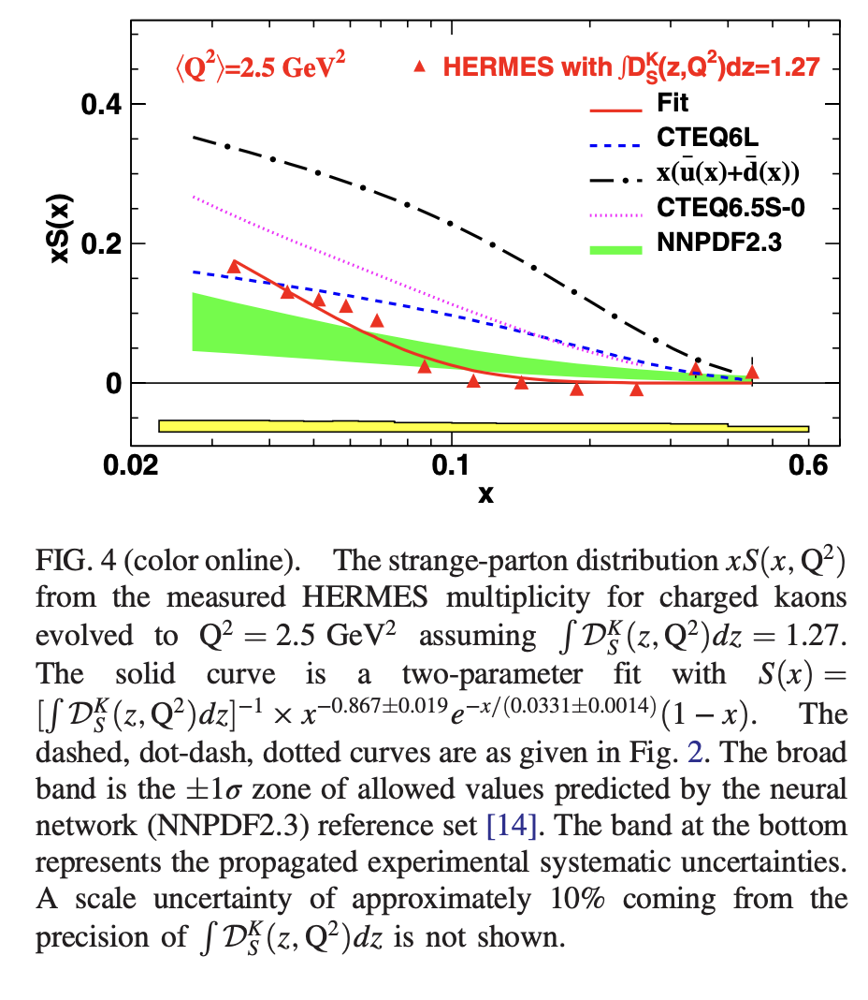 ⟨Q²⟩=2.5 GeV²
▲ HERMES with ∫D_S^K(z,Q²)dz=1.27
Fit
CTEQ6L
x(ū(x)+d̄(x))
CTEQ6.5S-0
NNPDF2.3
xS(x)
0.4
0.2
0
0.02 0.1 0.6
x
FIG. 4 (color online). The strange-parton distribution xS(x, Q²)
from the measured HERMES multiplicity for charged kaons
evolved to Q² = 2.5 GeV² assuming ∫ 𝒟_S^K(z, Q²)dz = 1.27.
The solid curve is a two-parameter fit with S(x) =
[∫ 𝒟_S^K(z, Q²)dz]⁻¹ × x^{−0.867±0.019} e^{−x/(0.0331±0.0014)}(1 − x). The
dashed, dot-dash, dotted curves are as given in Fig. 2. The broad
band is the ±1σ zone of allowed values predicted by the neural
network (NNPDF2.3) reference set [14]. The band at the bottom
represents the propagated experimental systematic uncertainties.
A scale uncertainty of approximately 10% coming from the
precision of ∫ 𝒟_S^K(z, Q²)dz is not shown.